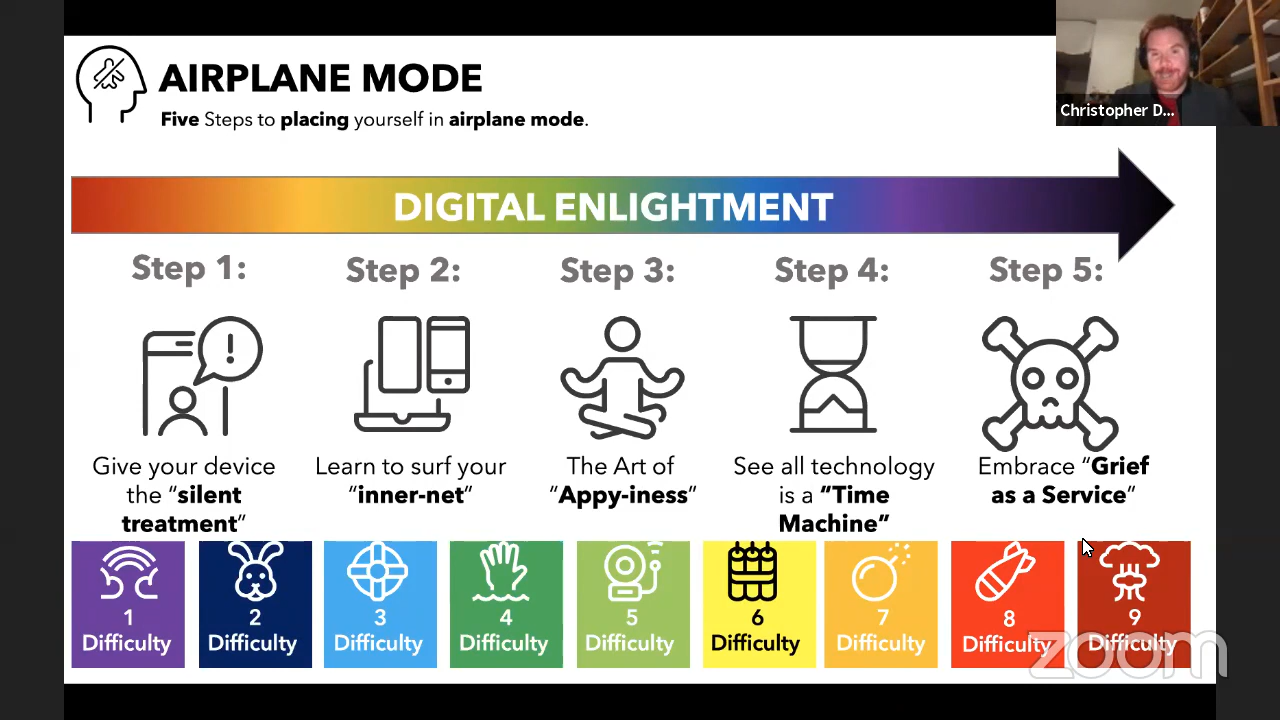 AIRPLANE MODE
Five Steps to placing yourself in airplane mode.
Christopher D...
DIGITAL ENLIGHTMENT
Step 1:
Step 2:
Step 3:
Step 4:
Step 5:
Give your device
the “silent
treatment”
Learn to surf your
“inner-net”
The Art of
“Appy-iness”
See all technology
is a “Time
Machine”
Embrace “Grief
as a Service”
1
Difficulty
2
Difficulty
3
Difficulty
4
Difficulty
5
Difficulty
6
Difficulty
7
Difficulty
8
Difficulty
9
Difficulty
zoom